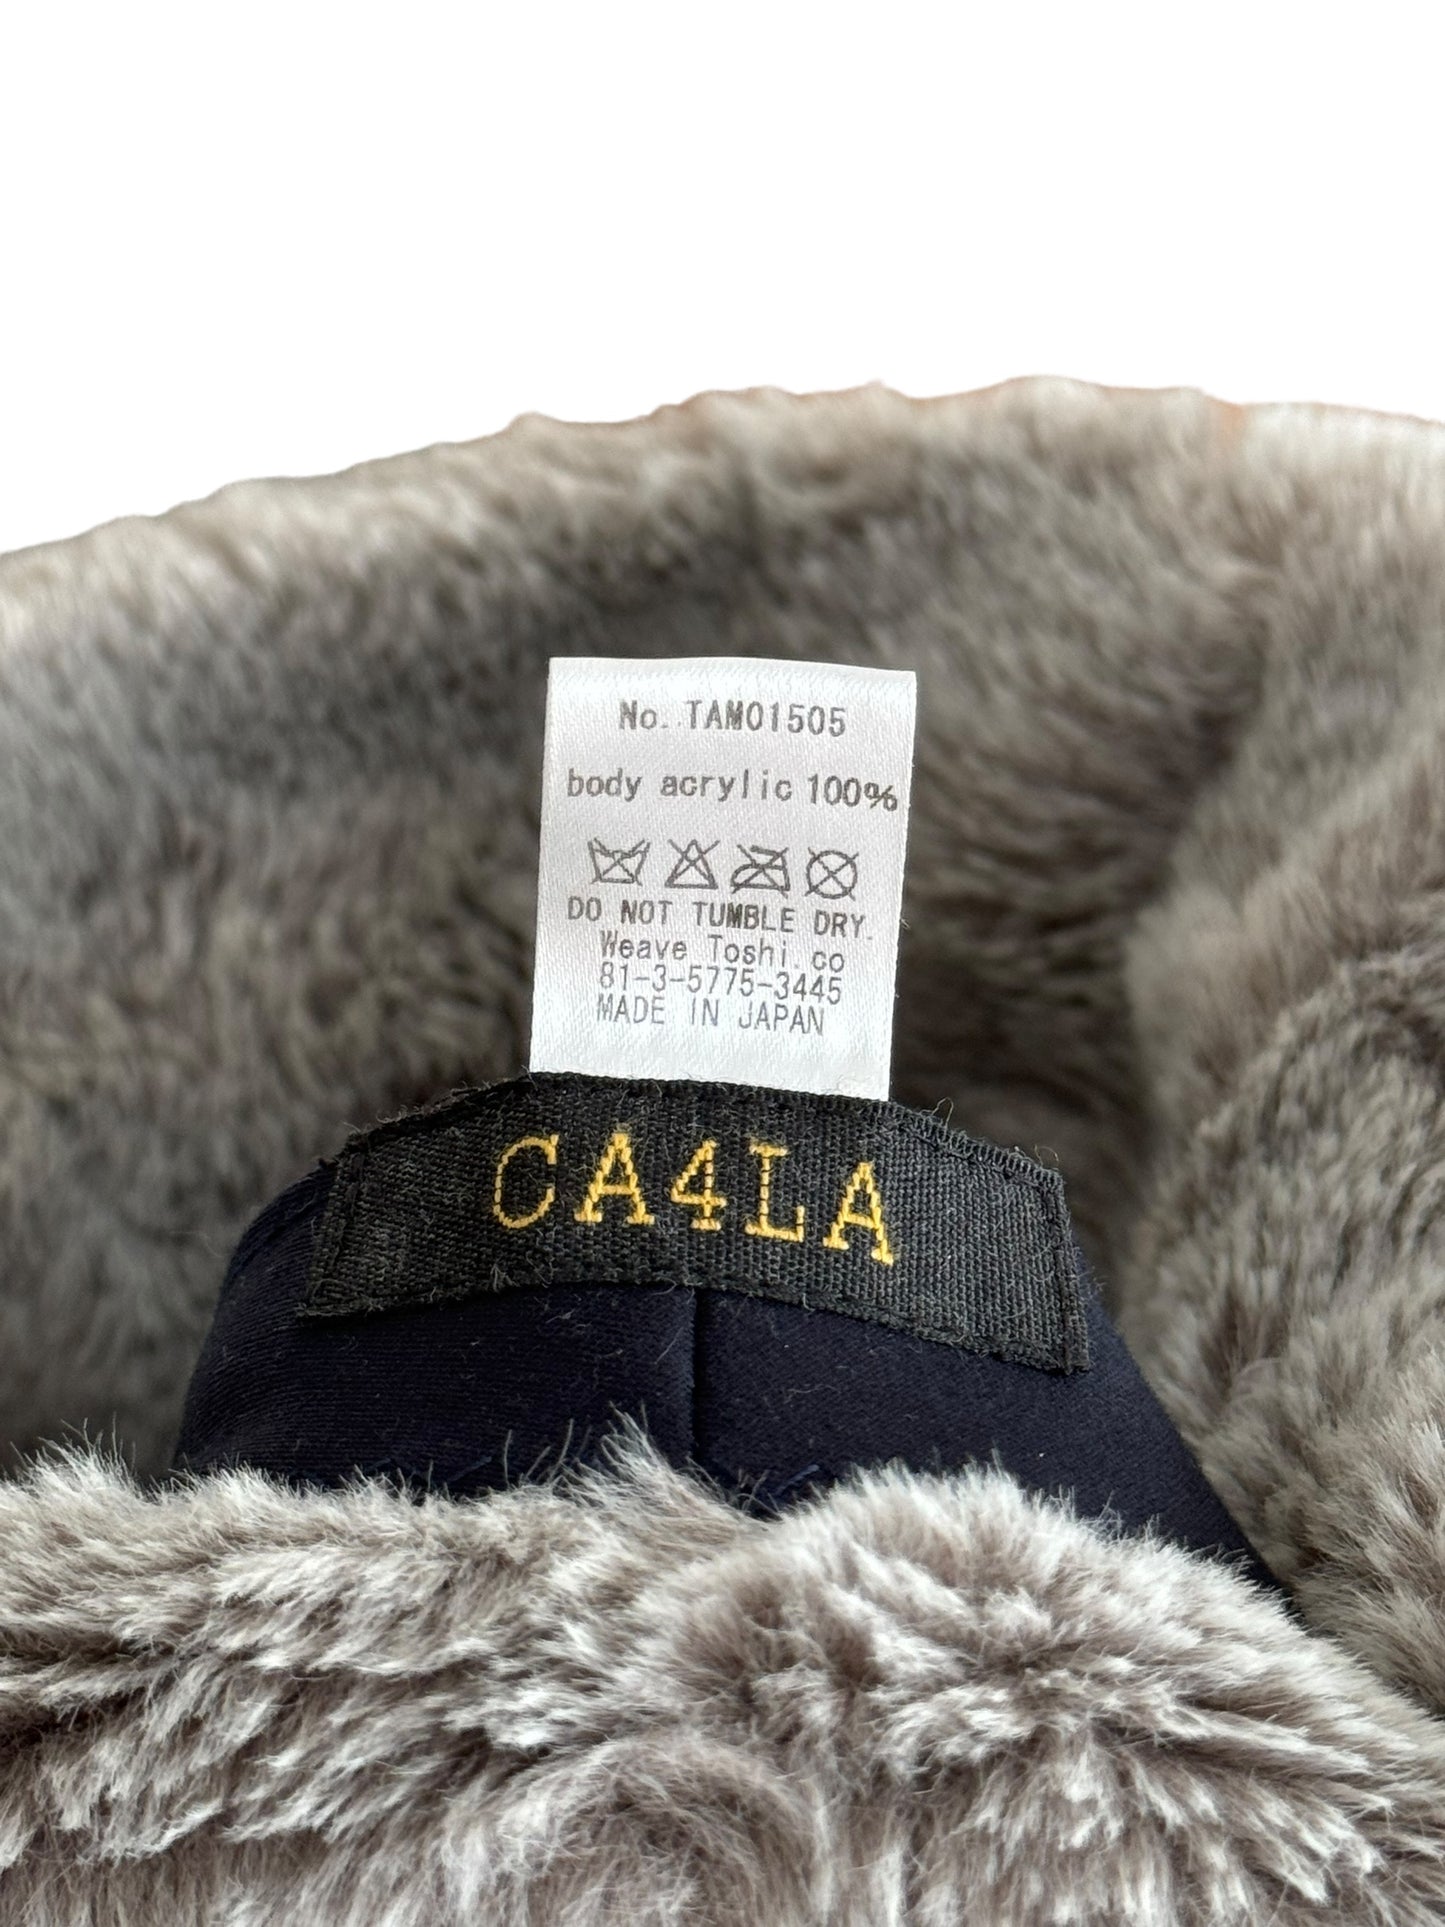 No. TAM01505
body acrylic 100%
DO NOT TUMBLE DRY.
Weave Toshi.co
81-3-5775-3445
MADE IN JAPAN
CA4LA